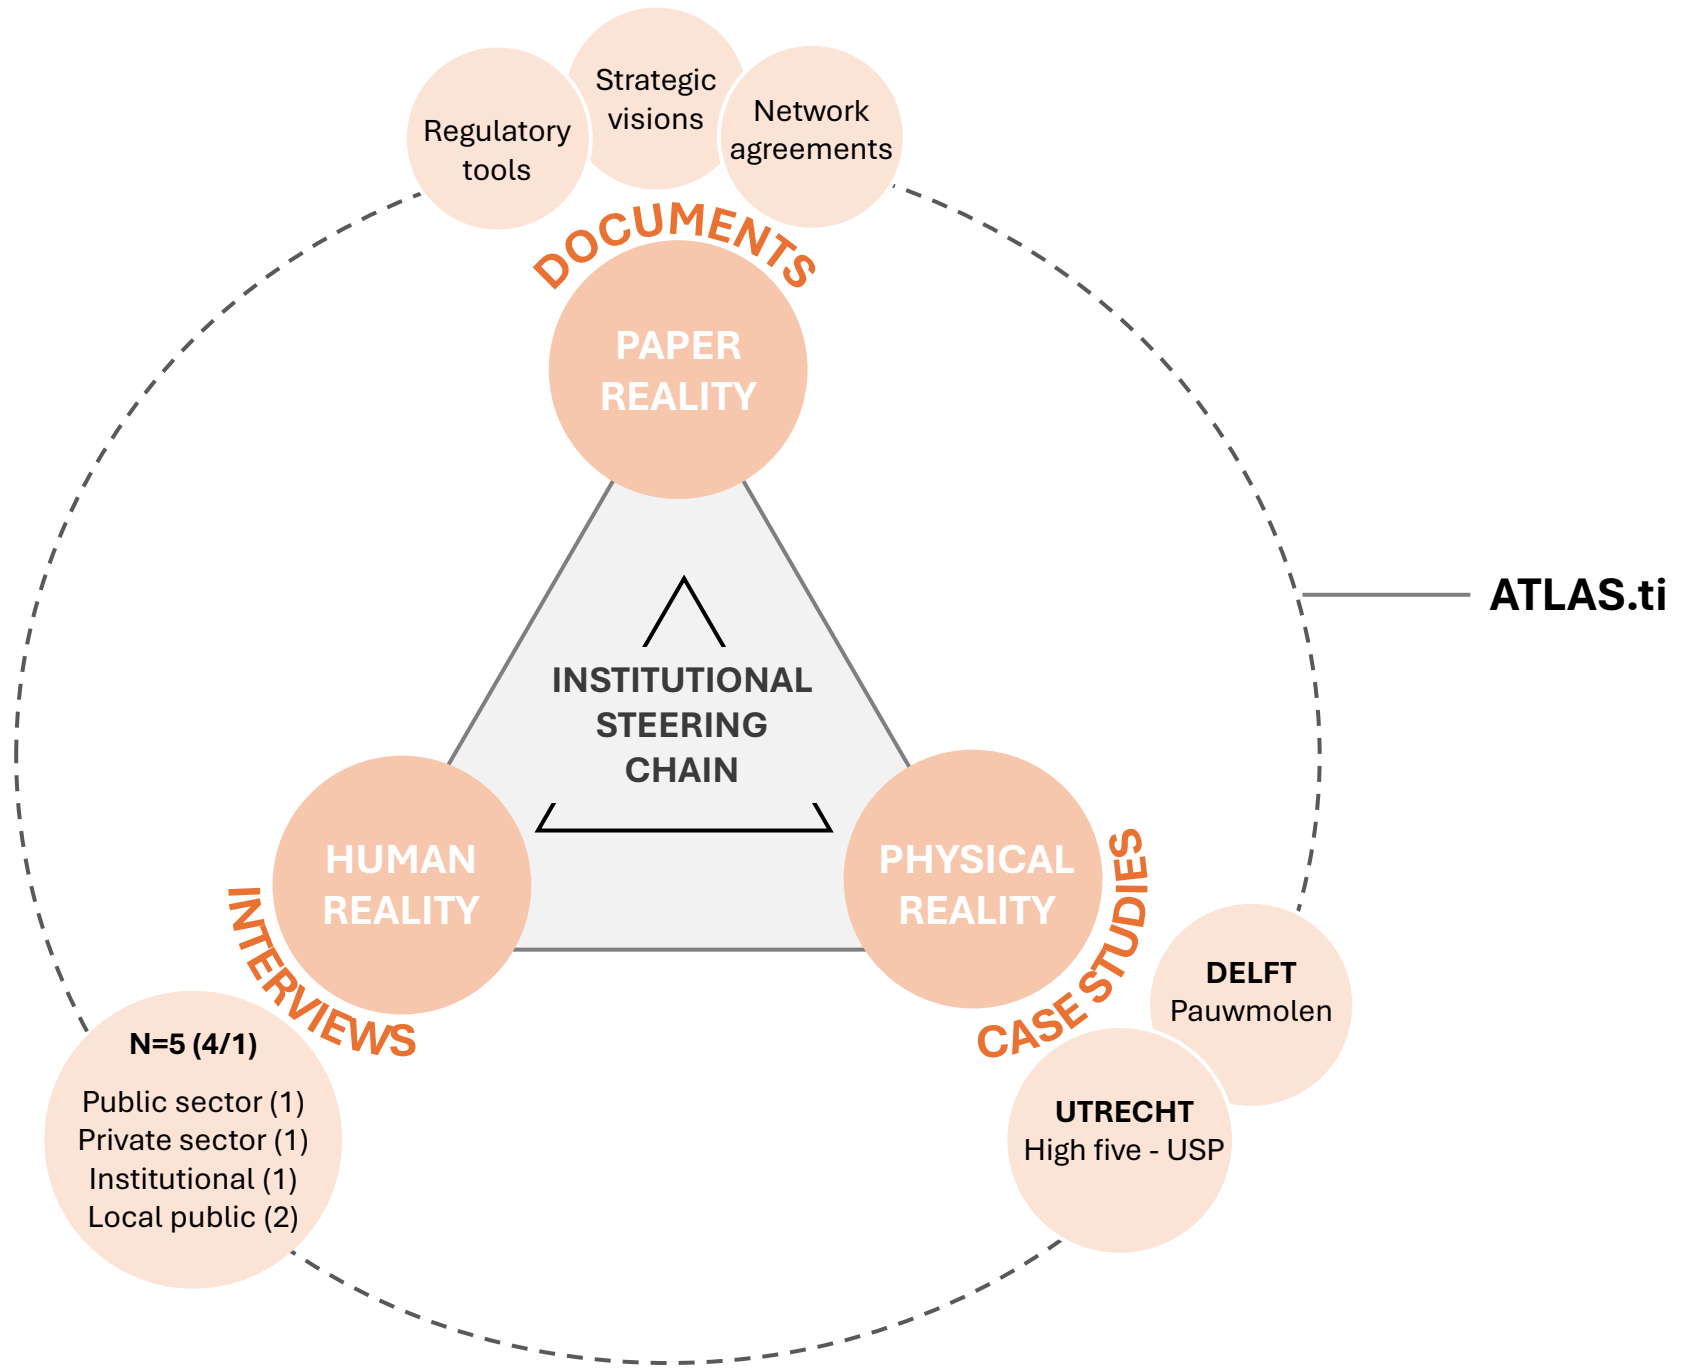 Strategic
visions
Regulatory
tools
Network
agreements
DOCUMENTS
PAPER
REALITY
ATLAS.ti
INSTITUTIONAL
STEERING
CHAIN
HUMAN
REALITY
INTERVIEWS
PHYSICAL
REALITY
CASE STUDIES
N=5 (4/1)
Public sector (1)
Private sector (1)
Institutional (1)
Local public (2)
DELFT
Pauwmolen
UTRECHT
High five - USP